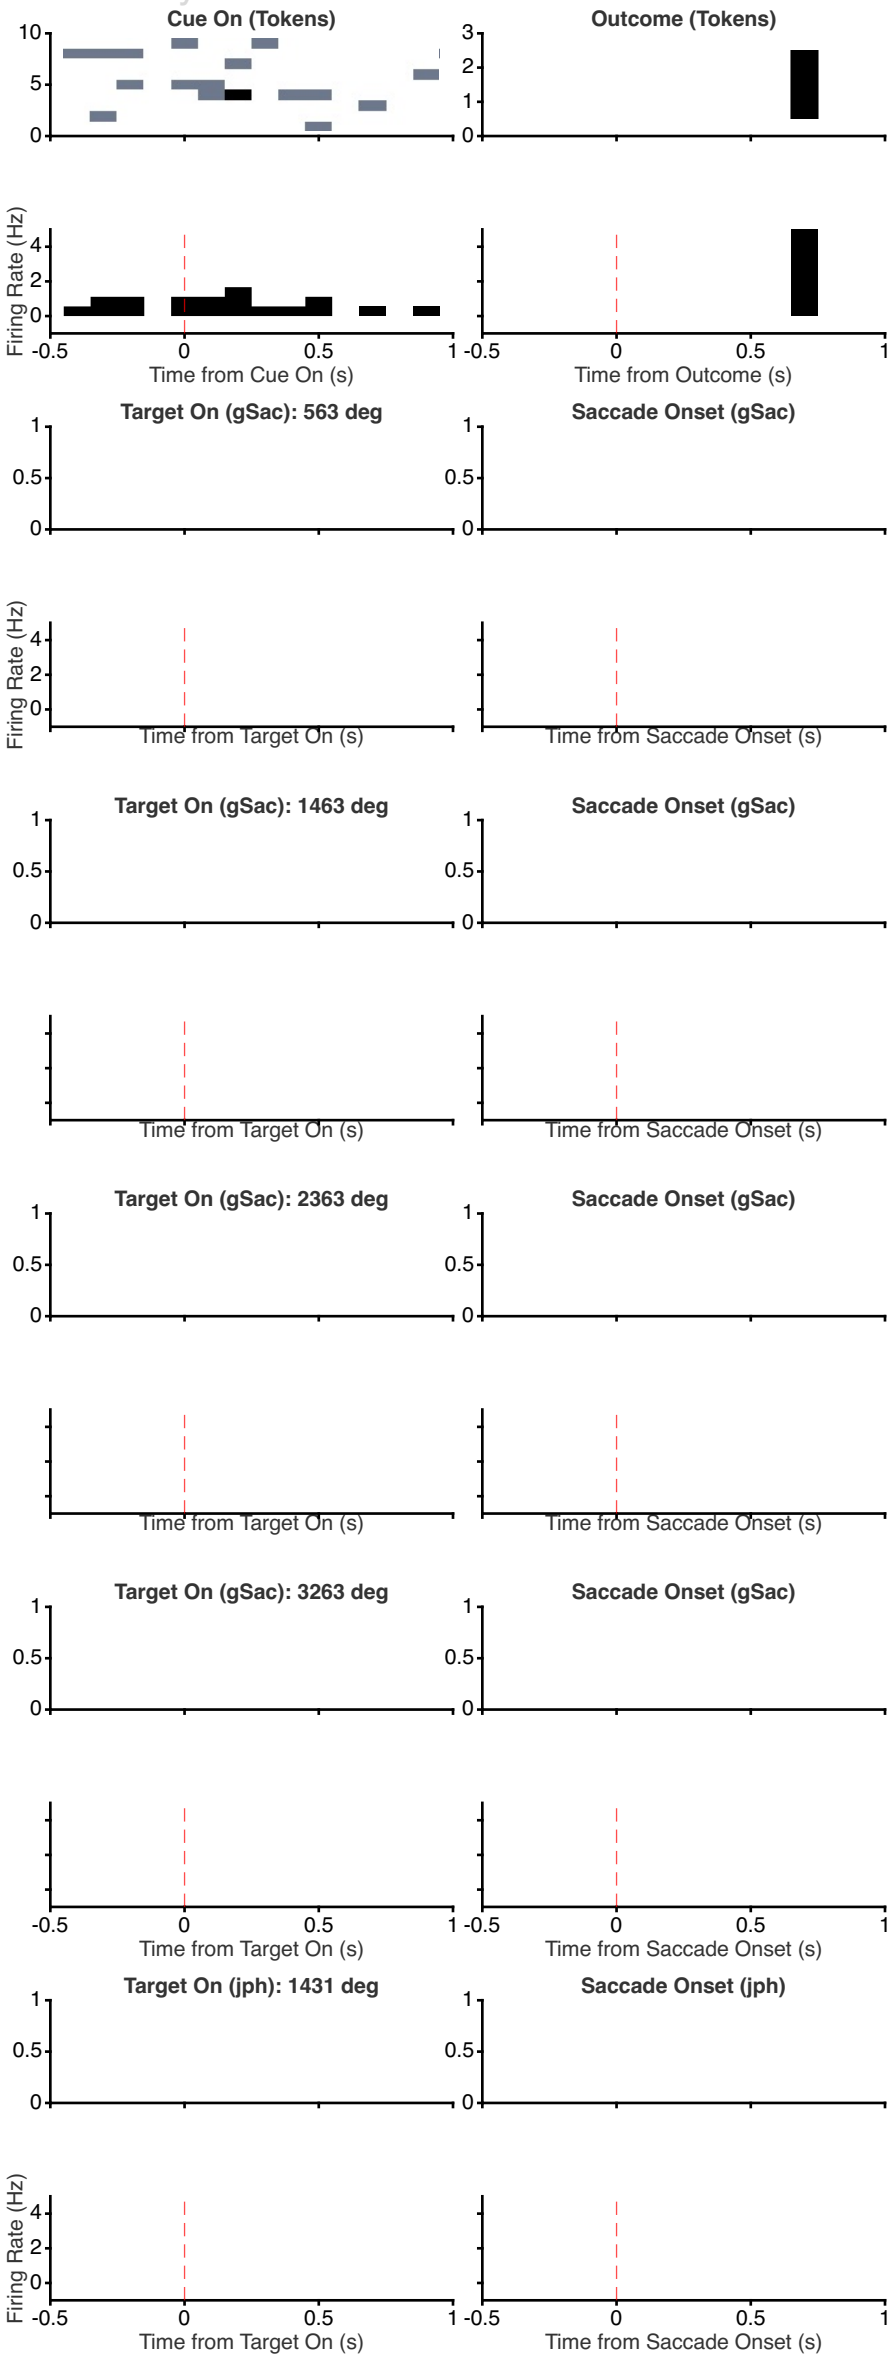 Cue On (Tokens) Outcome (Tokens)
10 3
2
5 1
0 0
Firing Rate (Hz)
4
2
0
-0.5 0 0.5 1 -0.5 0 0.5 1
Time from Cue On (s) Time from Outcome (s)
Target On (gSac): 563 deg Saccade Onset (gSac)
1 1
0.5 0.5
0 0
Firing Rate (Hz)
4
2
0
Time from Target On (s) Time from Saccade Onset (s)
Target On (gSac): 1463 deg Saccade Onset (gSac)
1 1
0.5 0.5
0 0
Time from Target On (s) Time from Saccade Onset (s)
Target On (gSac): 2363 deg Saccade Onset (gSac)
1 1
0.5 0.5
0 0
Time from Target On (s) Time from Saccade Onset (s)
Target On (gSac): 3263 deg Saccade Onset (gSac)
1 1
0.5 0.5
0 0
-0.5 0 0.5 1 -0.5 0 0.5 1
Time from Target On (s) Time from Saccade Onset (s)
Target On (jph): 1431 deg Saccade Onset (jph)
1 1
0.5 0.5
0 0
Firing Rate (Hz)
4
2
0
-0.5 0 0.5 1 -0.5 0 0.5 1
Time from Target On (s) Time from Saccade Onset (s)